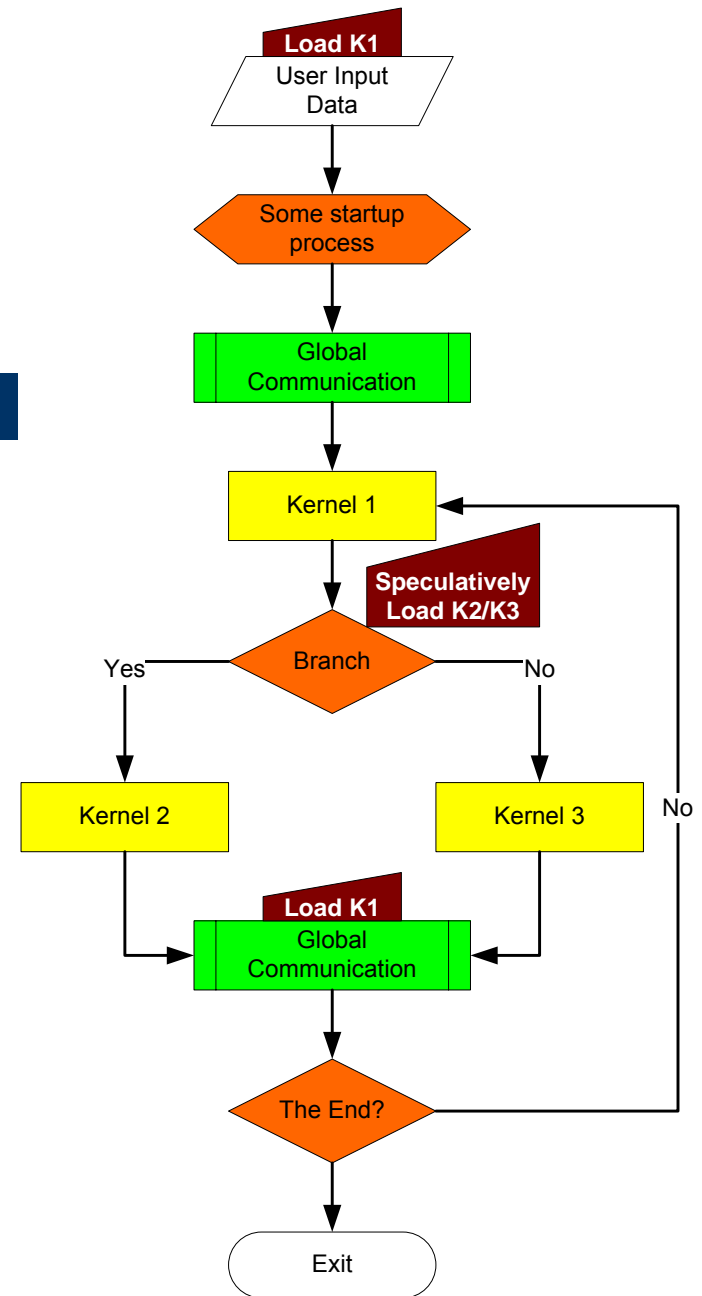 Load K1
User Input
Data
Some startup
process
Global
Communication
Kernel 1
Speculatively
Load K2/K3
Branch
Yes
No
Kernel 2
Kernel 3
No
Load K1
Global
Communication
The End?
Exit